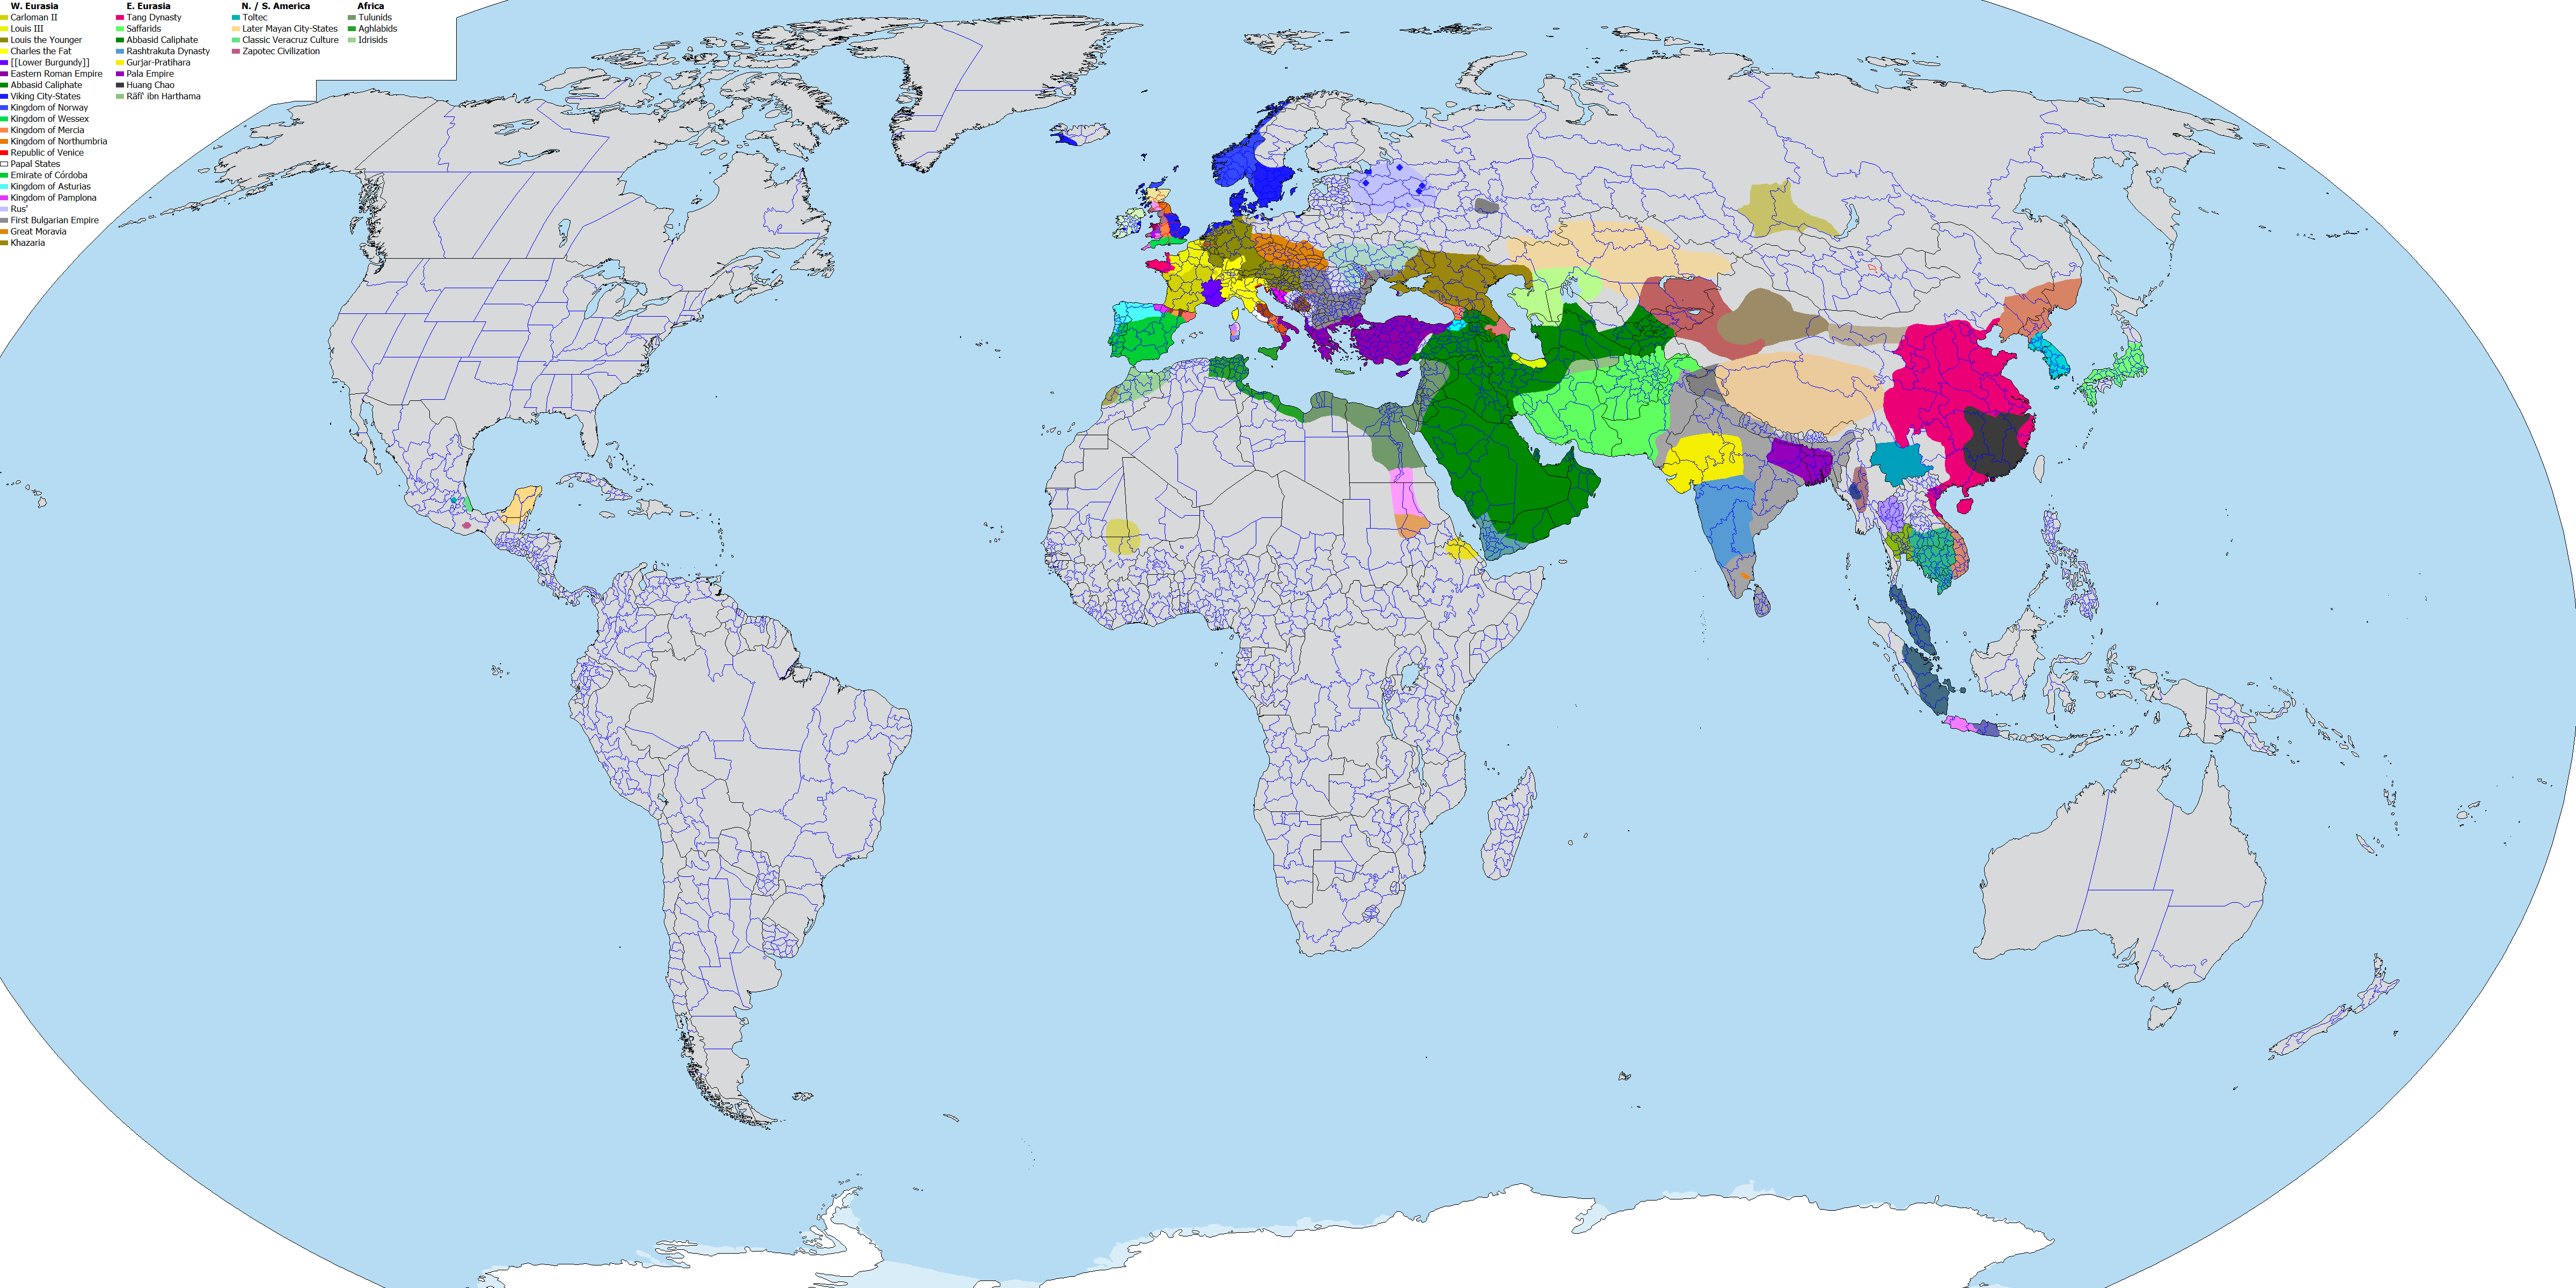 W. Eurasia
Carloman II
Louis III
Louis the Younger
Charles the Fat
[[Lower Burgundy]]
Eastern Roman Empire
Abbasid Caliphate
Viking City-States
Kingdom of Norway
Kingdom of Wessex
Kingdom of Mercia
Kingdom of Northumbria
Republic of Venice
Papal States
Emirate of Córdoba
Kingdom of Asturias
Kingdom of Pamplona
Rus'
First Bulgarian Empire
Great Moravia
Khazaria
E. Eurasia
Tang Dynasty
Saffarids
Abbasid Caliphate
Rashtrakuta Dynasty
Gurjar-Pratihara
Pala Empire
Huang Chao
Rāfi' ibn Harthama
N. / S. America
Toltec
Later Mayan City-States
Classic Veracruz Culture
Zapotec Civilization
Africa
Tulunids
Aghlabids
Idrisids